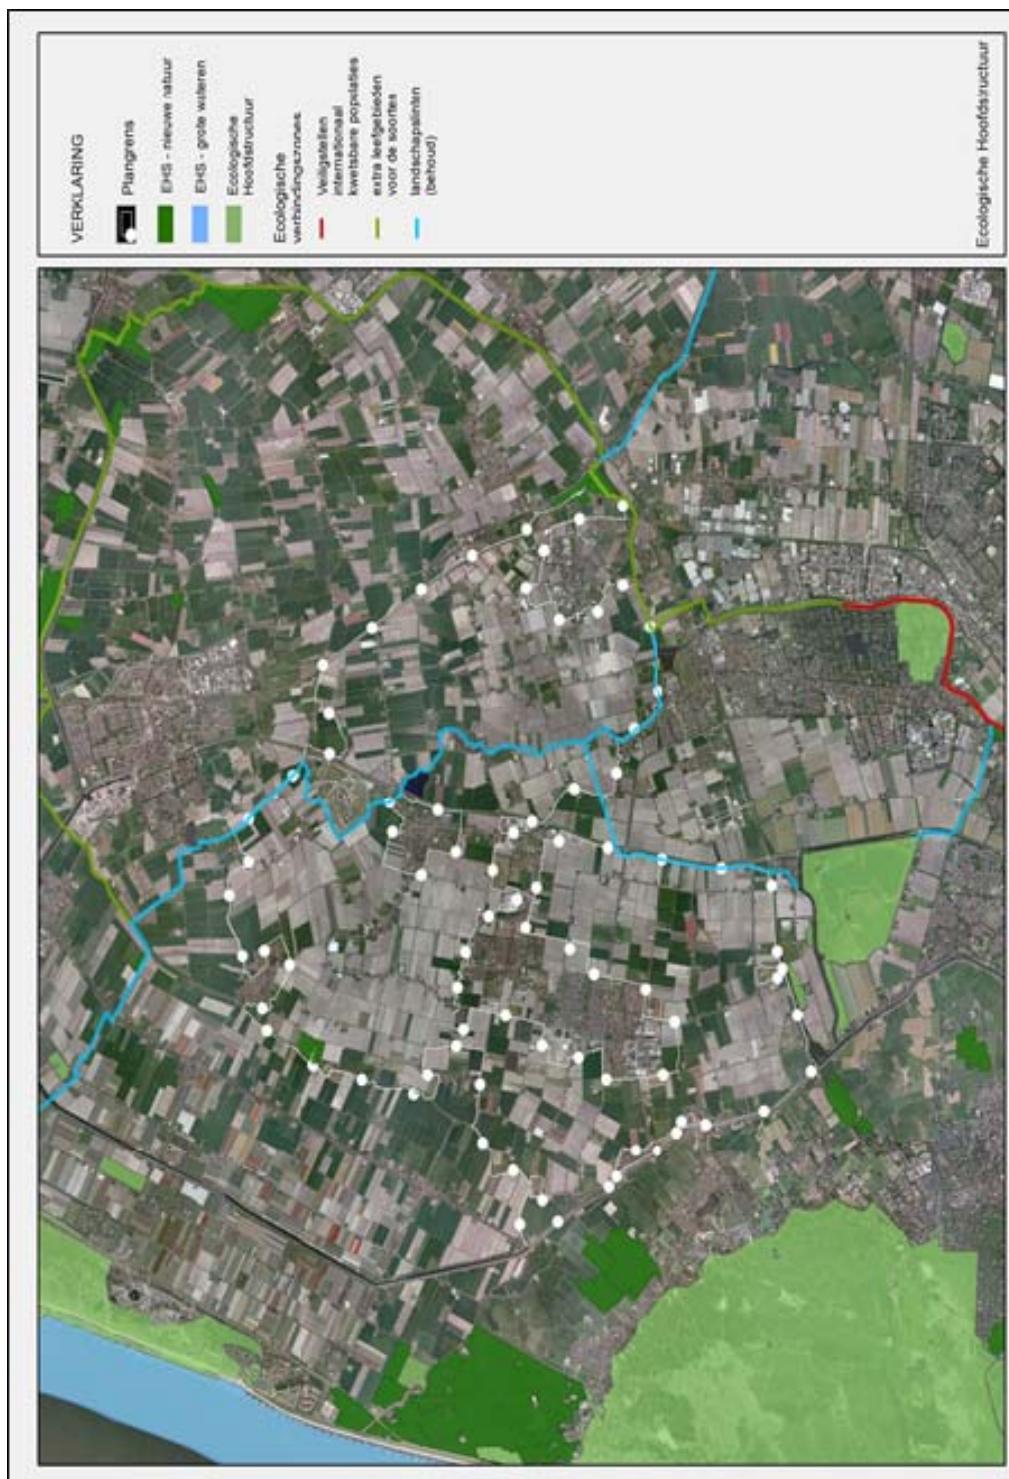 VERKLARING
Plangrens
EHS - nieuwe natuur
EHS - grote wateren
Ecologische
Hoofdstructuur
Ecologische
verbindingszones
Veiligstellen
internationaal
kwetsbare populaties
extra leefgebieden
voor de soortes
landschapslinten
(behoud)
Ecologische Hoofdstructuur